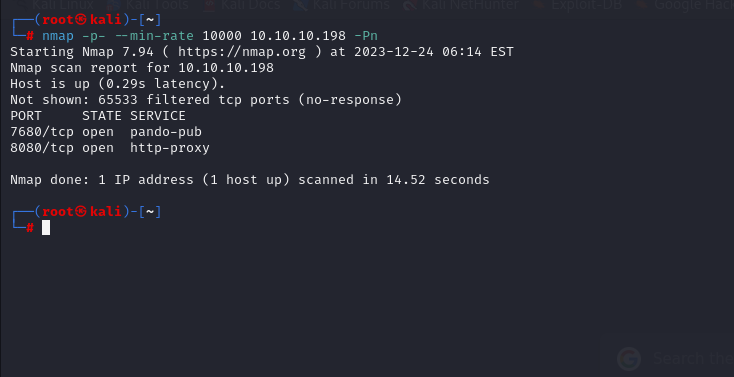 Kali Linux Kali Tools Kali Docs Kali Forums Kali NetHunter Exploit-DB Google Hac
┌──(root㉿kali)-[~]
└─# nmap -p- --min-rate 10000 10.10.10.198 -Pn
Starting Nmap 7.94 ( https://nmap.org ) at 2023-12-24 06:14 EST
Nmap scan report for 10.10.10.198
Host is up (0.29s latency).
Not shown: 65533 filtered tcp ports (no-response)
PORT     STATE SERVICE
7680/tcp open  pando-pub
8080/tcp open  http-proxy
Nmap done: 1 IP address (1 host up) scanned in 14.52 seconds
┌──(root㉿kali)-[~]
└─#
Search the